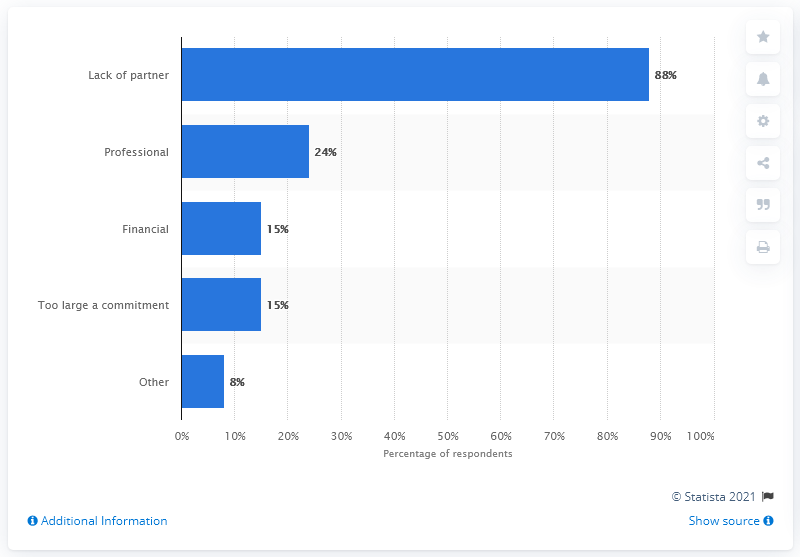 Lack of partner 88%
Professional 24%
Financial 15%
Too large a commitment 15%
Other 8%
0% 10% 20% 30% 40% 50% 60% 70% 80% 90% 100%
Percentage of respondents
© Statista 2021
Additional Information Show source